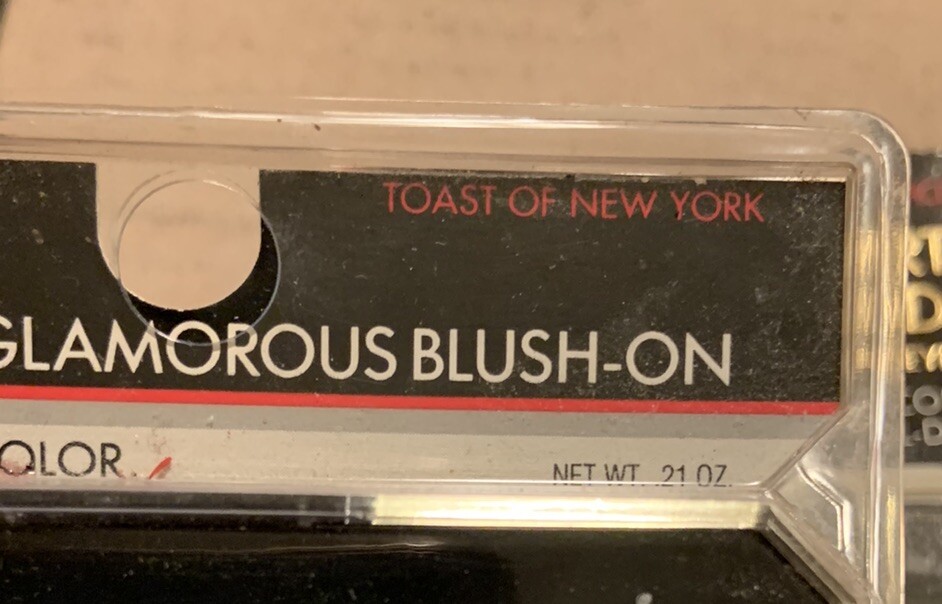 TOAST OF NEW YORK
GLAMOROUS BLUSH-ON
OLOR
NET WT. .21 OZ.